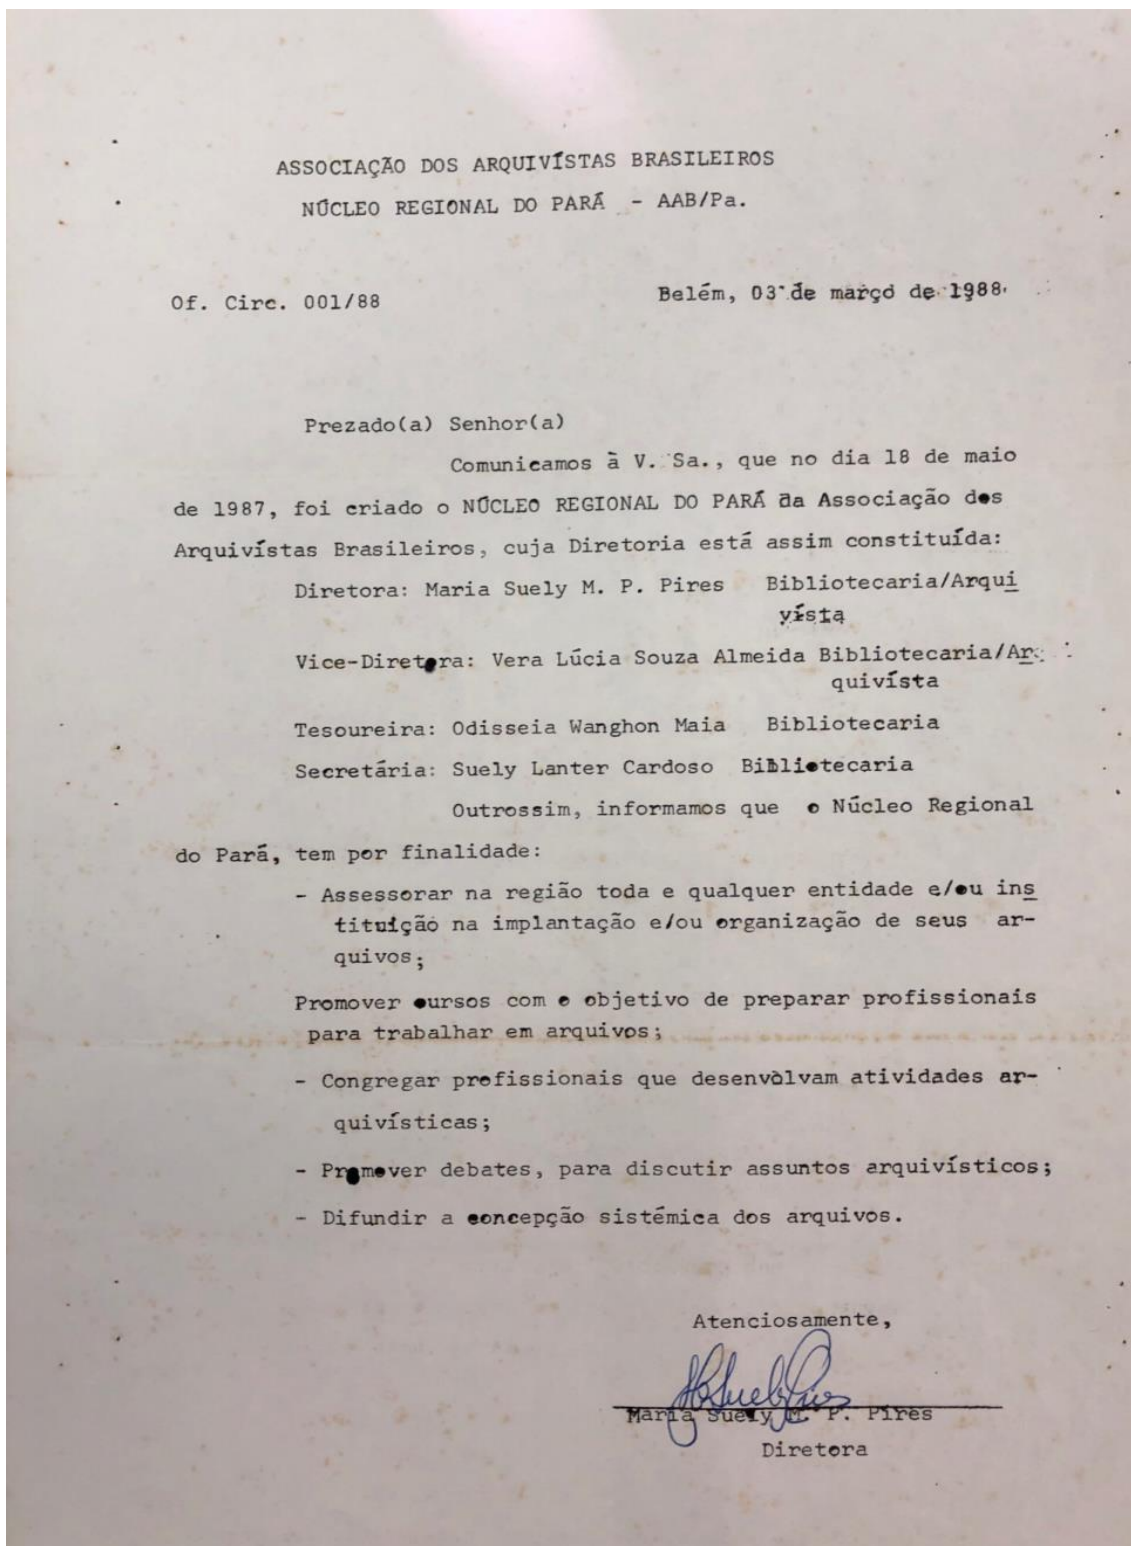 ASSOCIAÇÃO DOS ARQUIVÍSTAS BRASILEIROS
NÚCLEO REGIONAL DO PARÁ - AAB/Pa.
Of. Circ. 001/88
Belém, 03 de março de 1988
Prezado(a) Senhor(a)
Comunicamos à V. Sa., que no dia 18 de maio
de 1987, foi criado o NÚCLEO REGIONAL DO PARÁ da Associação dos
Arquivístas Brasileiros, cuja Diretoria está assim constituída:
Diretora: Maria Suely M. P. Pires Bibliotecaria/Arqui
vísta
Vice-Diretora: Vera Lúcia Souza Almeida Bibliotecaria/Ar
quivísta
Tesoureira: Odisseia Wanghon Maia Bibliotecaria
Secretária: Suely Lanter Cardoso Bibliotecaria
Outrossim, informamos que o Núcleo Regional
do Pará, tem por finalidade:
- Assessorar na região toda e qualquer entidade e/ou ins
tituição na implantação e/ou organização de seus ar-
quivos;
Promover cursos com o objetivo de preparar profissionais
para trabalhar em arquivos;
- Congregar profissionais que desenvolvam atividades ar-
quivísticas;
- Promover debates, para discutir assuntos arquivísticos;
- Difundir a concepção sistémica dos arquivos.
Atenciosamente,
MSuelyPires
Maria Suely M. P. Pires
Diretora